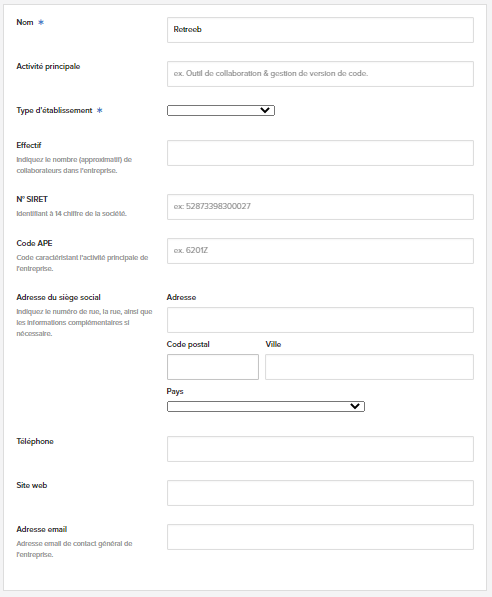 Nom *
Retreeb
Activité principale
ex. Outil de collaboration & gestion de version de code.
Type d'établissement *
Effectif
Indiquez le nombre (approximatif) de
collaborateurs dans l'entreprise.
N° SIRET
Identifiant à 14 chiffre de la société.
ex: 52873398300027
Code APE
Code caractérisant l'activité principale de
l'entreprise.
ex. 6201Z
Adresse du siège social
Indiquez le numéro de rue, la rue, ainsi que
les informations complémentaires si
nécessaire.
Adresse
Code postal
Ville
Pays
Téléphone
Site web
Adresse email
Adresse email de contact général de
l'entreprise.